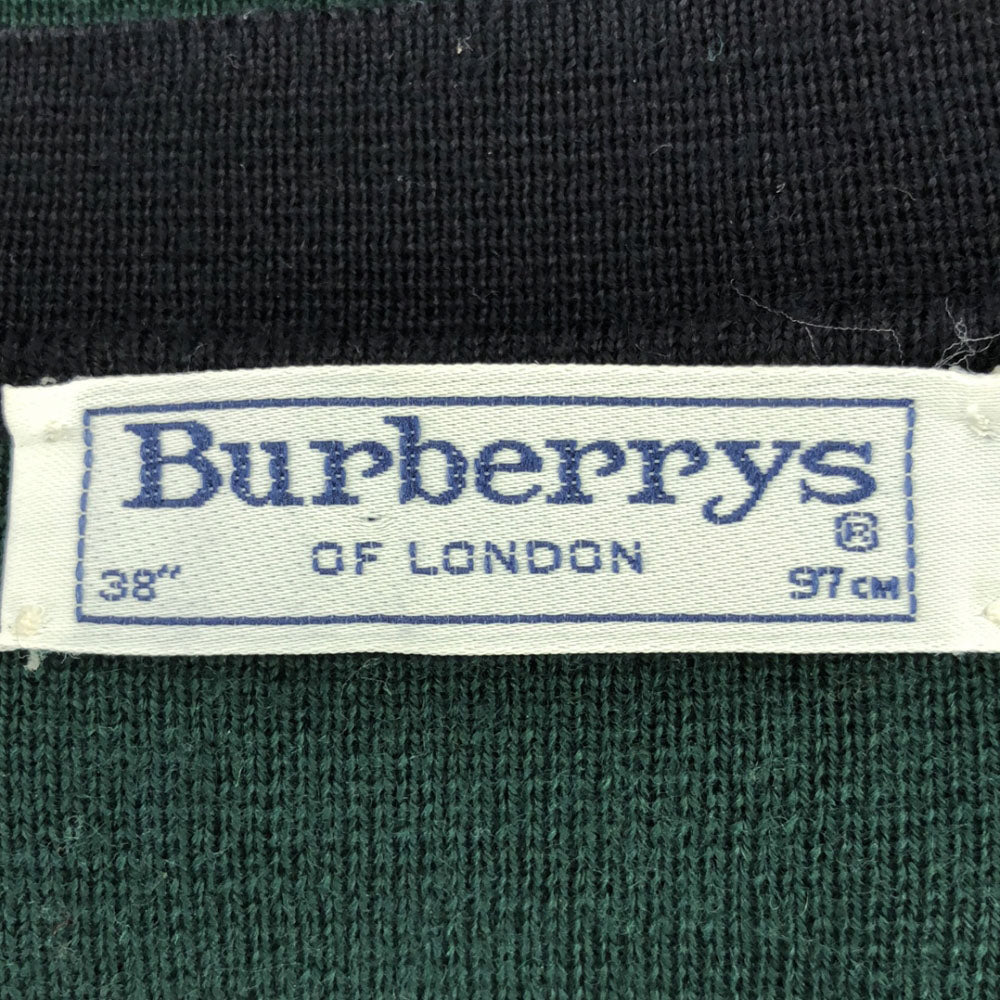 Burberrys
®
OF LONDON
38" 97 CM